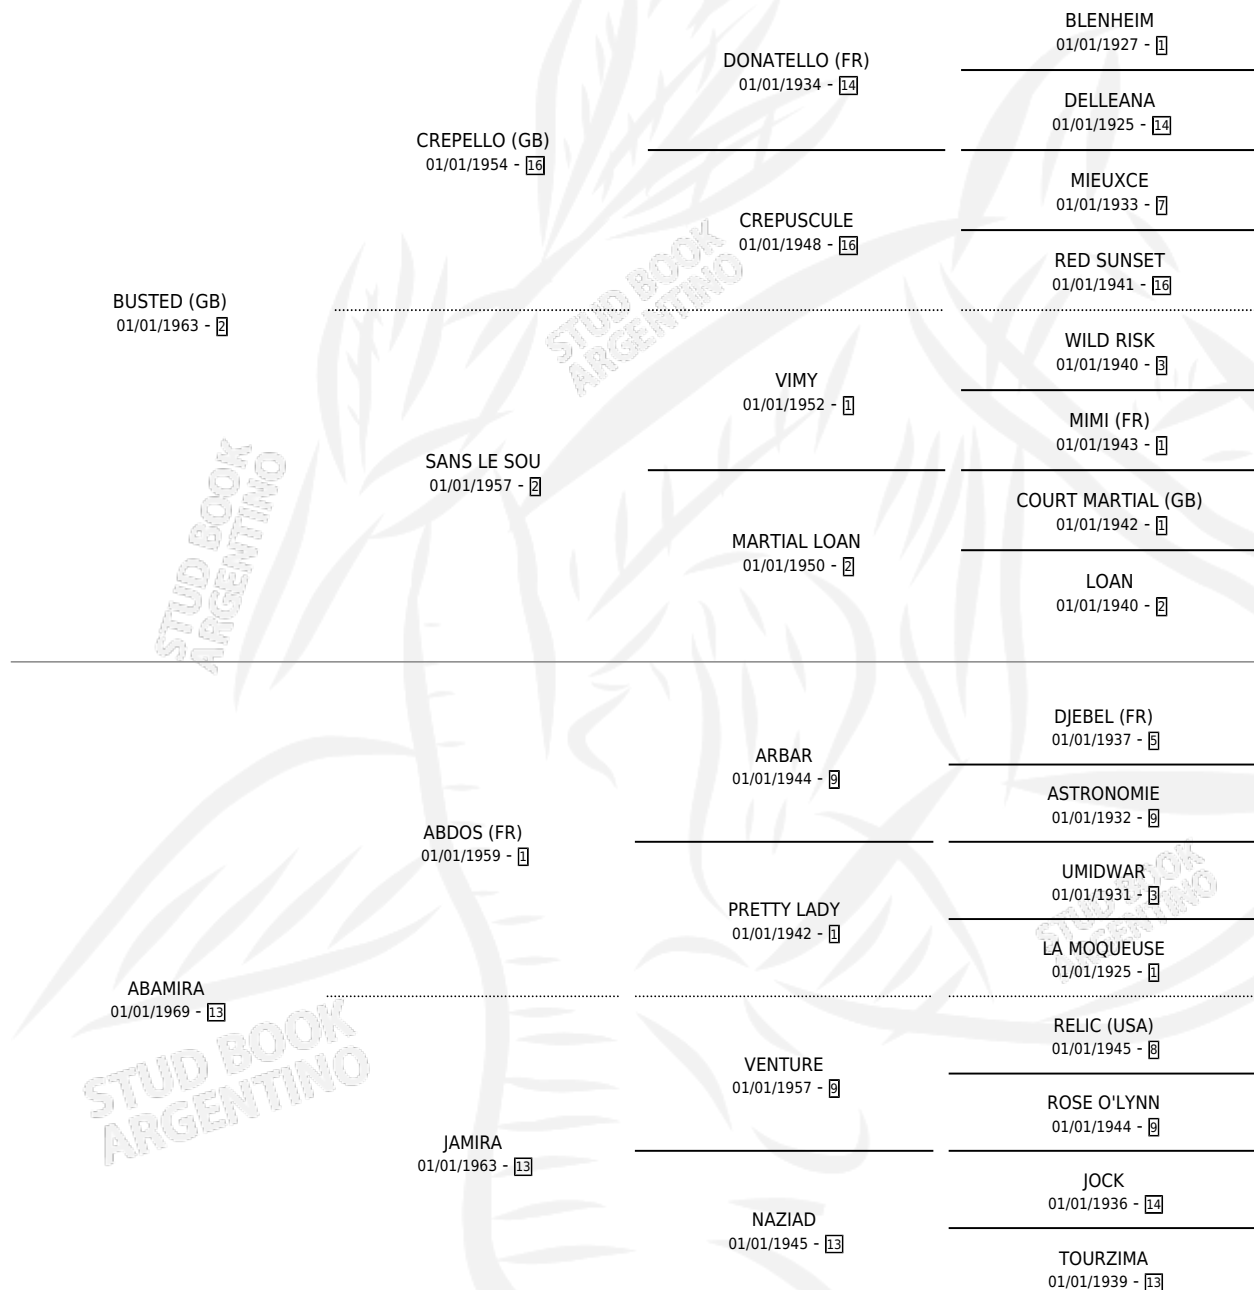 BLENHEIM
01/01/1927 - 1
DONATELLO (FR)
01/01/1934 - 14
DELLEANA
01/01/1925 - 14
CREPELLO (GB)
01/01/1954 - 16
MIEUXCE
01/01/1933 - 7
CREPUSCULE
01/01/1948 - 16
RED SUNSET
01/01/1941 - 16
BUSTED (GB)
01/01/1963 - 2
WILD RISK
01/01/1940 - 3
VIMY
01/01/1952 - 1
MIMI (FR)
01/01/1943 - 1
SANS LE SOU
01/01/1957 - 2
COURT MARTIAL (GB)
01/01/1942 - 1
MARTIAL LOAN
01/01/1950 - 2
LOAN
01/01/1940 - 2
DJEBEL (FR)
01/01/1937 - 5
ARBAR
01/01/1944 - 9
ASTRONOMIE
01/01/1932 - 9
ABDOS (FR)
01/01/1959 - 1
UMIDWAR
01/01/1931 - 3
PRETTY LADY
01/01/1942 - 1
LA MOQUEUSE
01/01/1925 - 1
ABAMIRA
01/01/1969 - 13
RELIC (USA)
01/01/1945 - 8
VENTURE
01/01/1957 - 9
ROSE O'LYNN
01/01/1944 - 9
JAMIRA
01/01/1963 - 13
JOCK
01/01/1936 - 14
NAZIAD
01/01/1945 - 13
TOURZIMA
01/01/1939 - 13
STUD BOOK
ARGENTINO
STUD BOOK
ARGENTINO
STUD BOOK
ARGENTINO
STUD BOOK
ARGENTINO